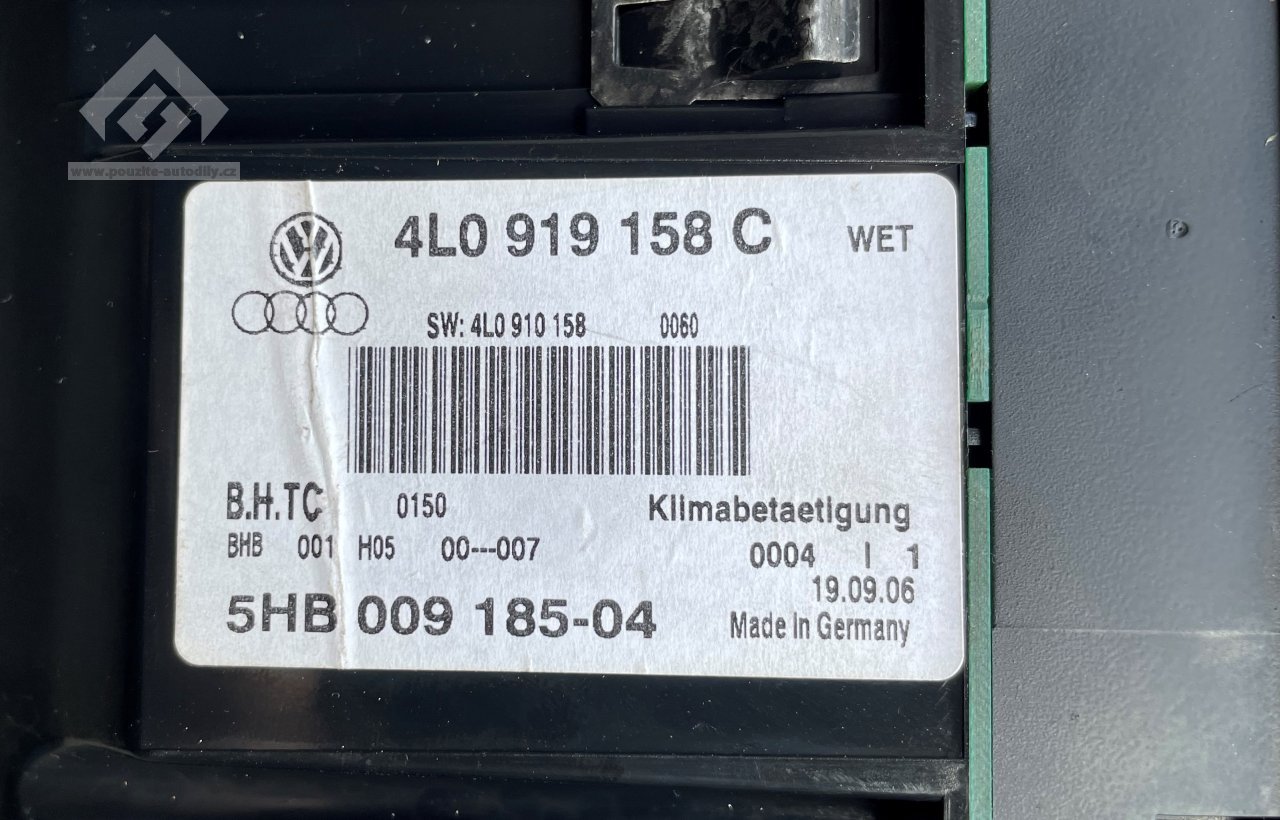 www.pouzite-autodily.cz
4L0 919 158 C WET
SW: 4L0 910 158 0060
B.H.TC 0150 Klimabetaetigung
BHB 001 H05 00---007 0004 I 1
19.09.06
5HB 009 185-04 Made In Germany